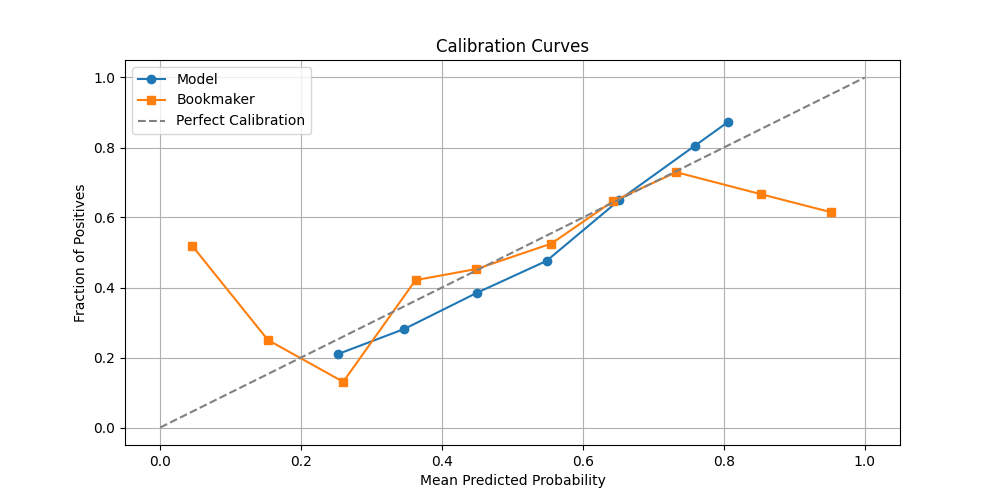 Calibration Curves
Model
Bookmaker
Perfect Calibration
Fraction of Positives
1.0
0.8
0.6
0.4
0.2
0.0
0.0 0.2 0.4 0.6 0.8 1.0
Mean Predicted Probability